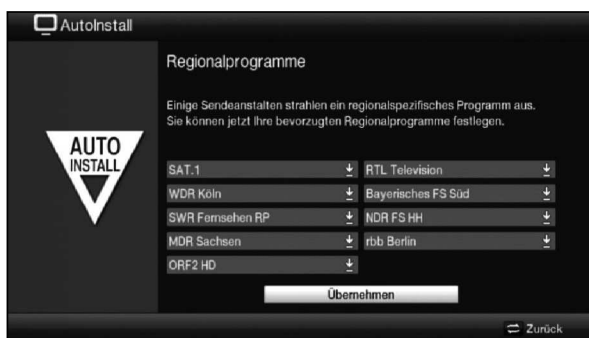 AutoInstall
Regionalprogramme
Einige Sendeanstalten strahlen ein regionalspezifisches Programm aus.
Sie können jetzt Ihre bevorzugten Regionalprogramme festlegen.
AUTO
INSTALL
SAT.1
RTL Television
WDR Köln
Bayerisches FS Süd
SWR Fernsehen RP
NDR FS HH
MDR Sachsen
rbb Berlin
ORF2 HD
Übernehmen
Zurück